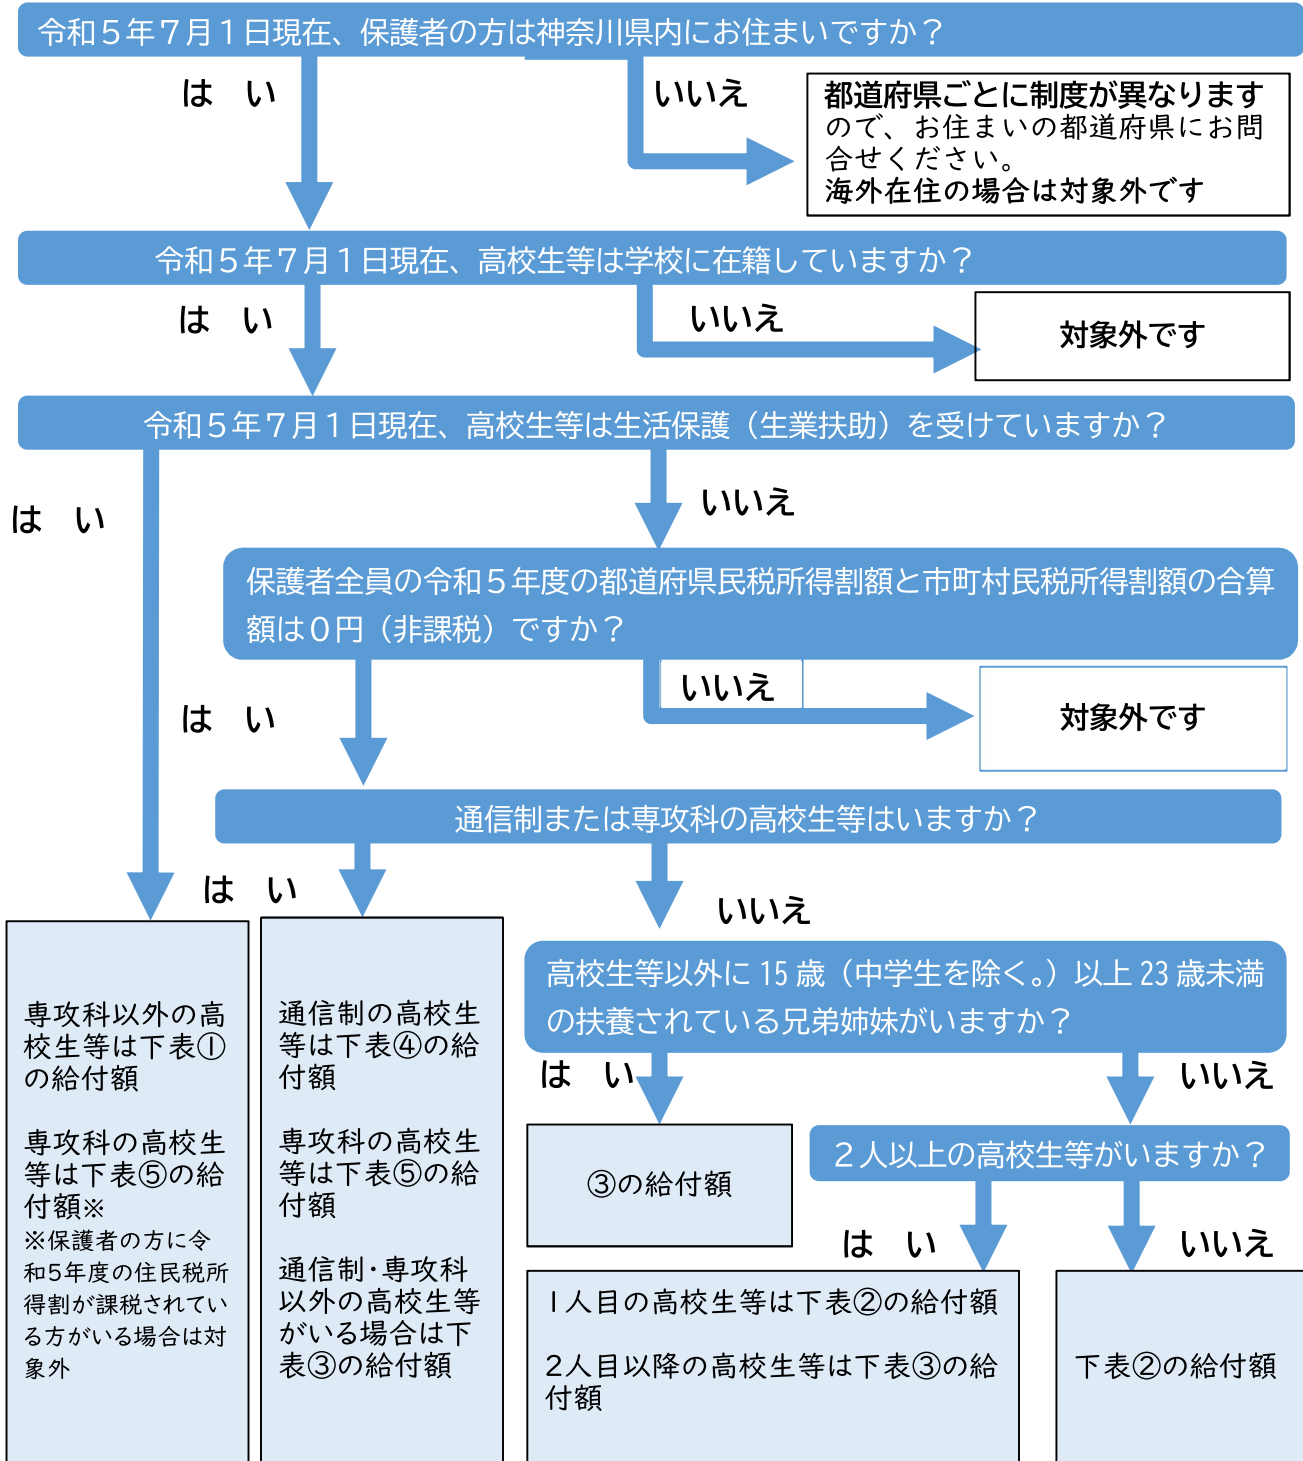 令和５年７月１日現在、保護者の方は神奈川県内にお住まいですか？
は　い
いいえ
都道府県ごとに制度が異なります
ので、お住まいの都道府県にお問
合せください。
海外在住の場合は対象外です
令和５年７月１日現在、高校生等は学校に在籍していますか？
は　い
いいえ
対象外です
令和５年７月１日現在、高校生等は生活保護（生業扶助）を受けていますか？
は　い
いいえ
保護者全員の令和５年度の都道府県民税所得割額と市町村民税所得割額の合算
額は０円（非課税）ですか？
は　い
いいえ
対象外です
通信制または専攻科の高校生等はいますか？
は　い
いいえ
専攻科以外の高
校生等は下表①
の給付額
専攻科の高校生
等は下表⑤の給
付額※
※保護者の方に令
和5年度の住民税所
得割が課税されてい
る方がいる場合は対
象外
通信制の高校生
等は下表④の給
付額
専攻科の高校生
等は下表⑤の給
付額
通信制・専攻科
以外の高校生等
がいる場合は下
表③の給付額
高校生等以外に 15 歳（中学生を除く。）以上 23 歳未満
の扶養されている兄弟姉妹がいますか？
は　い
いいえ
③の給付額
２人以上の高校生等がいますか？
は　い
いいえ
1人目の高校生等は下表②の給付額
2人目以降の高校生等は下表③の給
付額
下表②の給付額